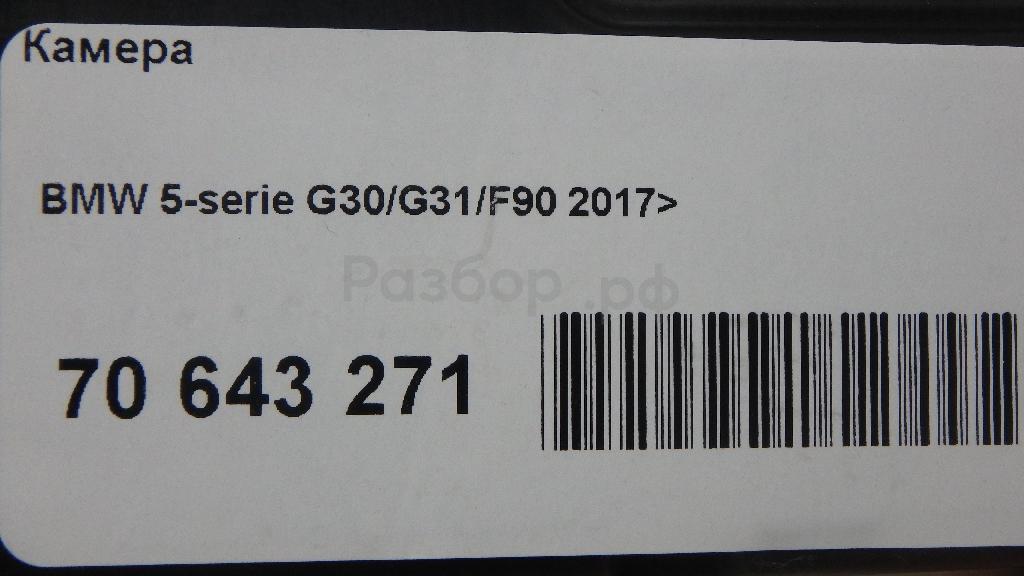 Камера
BMW 5-serie G30/G31/F90 2017>
Разбор.рф
70 643 271